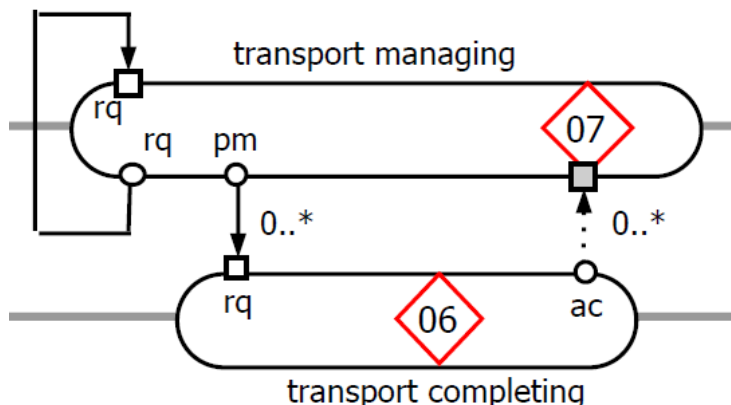 transport managing
rq
rq pm
07
0..* 0..*
rq
06
ac
transport completing